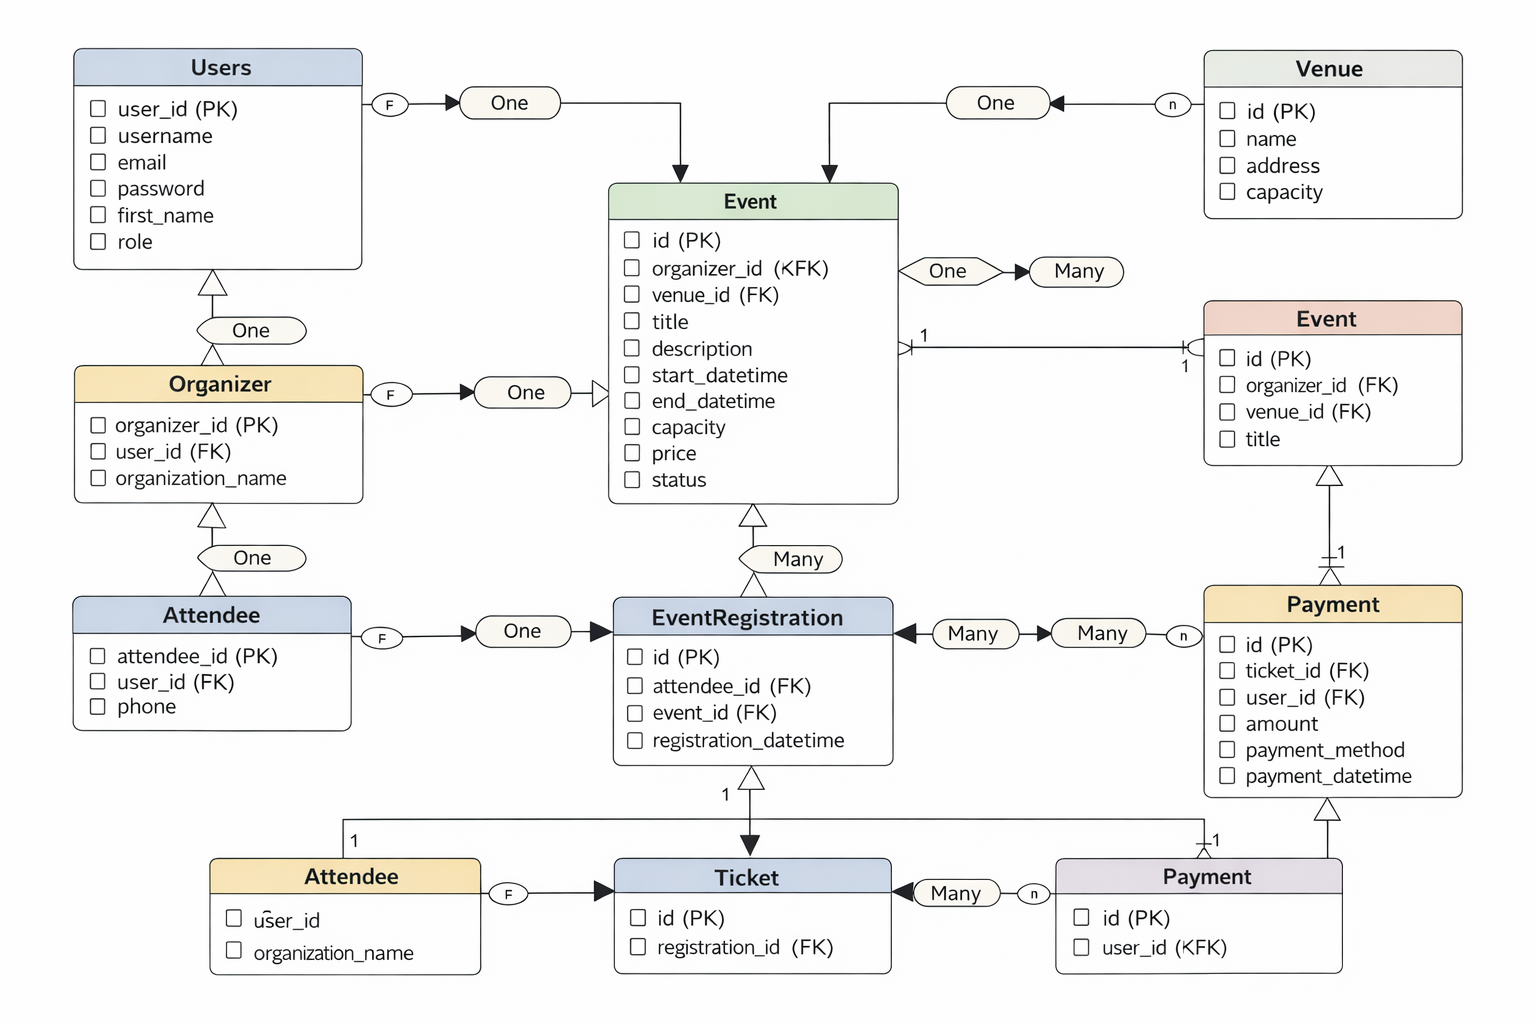 Users
user_id (PK)
username
email
password
first_name
role
F
One
One
n
Venue
id (PK)
name
address
capacity
Event
id (PK)
organizer_id (KFK)
venue_id (FK)
title
description
start_datetime
end_datetime
capacity
price
status
One
Many
1
1
Event
id (PK)
organizer_id (FK)
venue_id (FK)
title
One
Organizer
organizer_id (PK)
user_id (FK)
organization_name
F
One
One
Many
1
Attendee
attendee_id (PK)
user_id (FK)
phone
F
One
EventRegistration
id (PK)
attendee_id (FK)
event_id (FK)
registration_datetime
Many
Many
n
Payment
id (PK)
ticket_id (FK)
user_id (FK)
amount
payment_method
payment_datetime
1
1
1
Attendee
user_id
organization_name
F
Ticket
id (PK)
registration_id (FK)
Many
n
Payment
id (PK)
user_id (KFK)